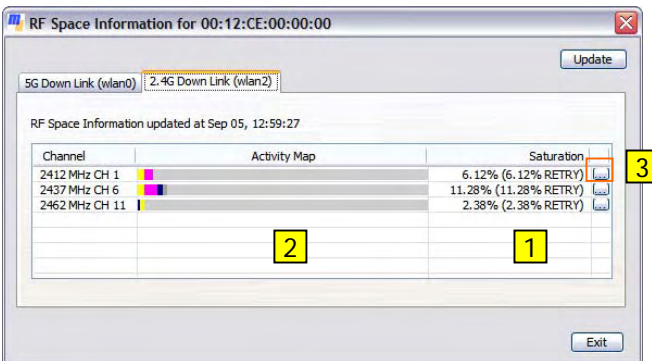 RF Space Information for 00:12:CE:00:00:00
Update
5G Down Link (wlan0) 2.4G Down Link (wlan2)
RF Space Information updated at Sep 05, 12:59:27
Channel Activity Map Saturation
2412 MHz CH 1 6.12% (6.12% RETRY) ... 3
2437 MHz CH 6 11.28% (11.28% RETRY) ...
2462 MHz CH 11 2.38% (2.38% RETRY) ...
2 1
Exit